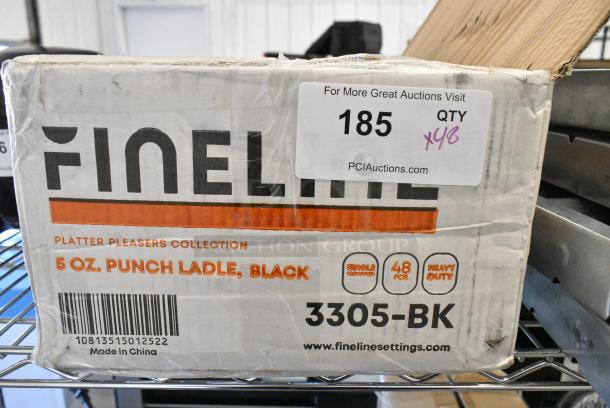 For More Great Auctions Visit
185 QTY
x48
PCIAuctions.com
FINELINE
PLATTER PLEASERS COLLECTION
5 OZ. PUNCH LADLE, BLACK
48 PCS
HEAVY DUTY
10813515012522
Made in China
3305-BK
www.finelinesettings.com